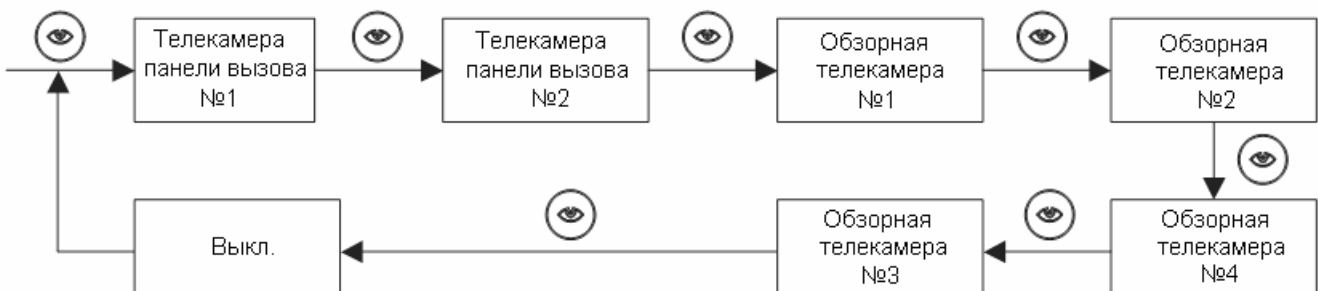 Телекамера
панели вызова
№1
Телекамера
панели вызова
№2
Обзорная
телекамера
№1
Обзорная
телекамера
№2
Выкл.
Обзорная
телекамера
№3
Обзорная
телекамера
№4